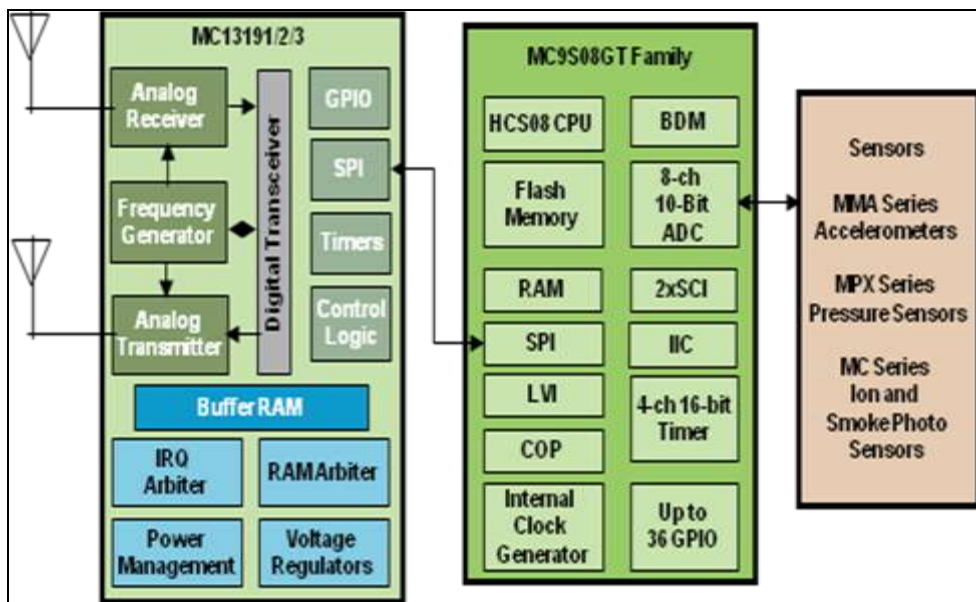 MC13191/2/3
Analog
Receiver
Frequency
Generator
Analog
Transmitter
Digital Transceiver
GPIO
SPI
Timers
Control
Logic
Buffer RAM
IRQ
Arbiter
RAM Arbiter
Power
Management
Voltage
Regulators
MC9S08GT Family
HCS08 CPU
BDM
Flash
Memory
8-ch
10-Bit
ADC
RAM
2xSCI
SPI
IIC
LVI
4-ch 16-bit
Timer
COP
Internal
Clock
Generator
Up to
36 GPIO
Sensors
MMA Series
Accelerometers
MPX Series
Pressure Sensors
MC Series
Ion and
Smoke Photo
Sensors